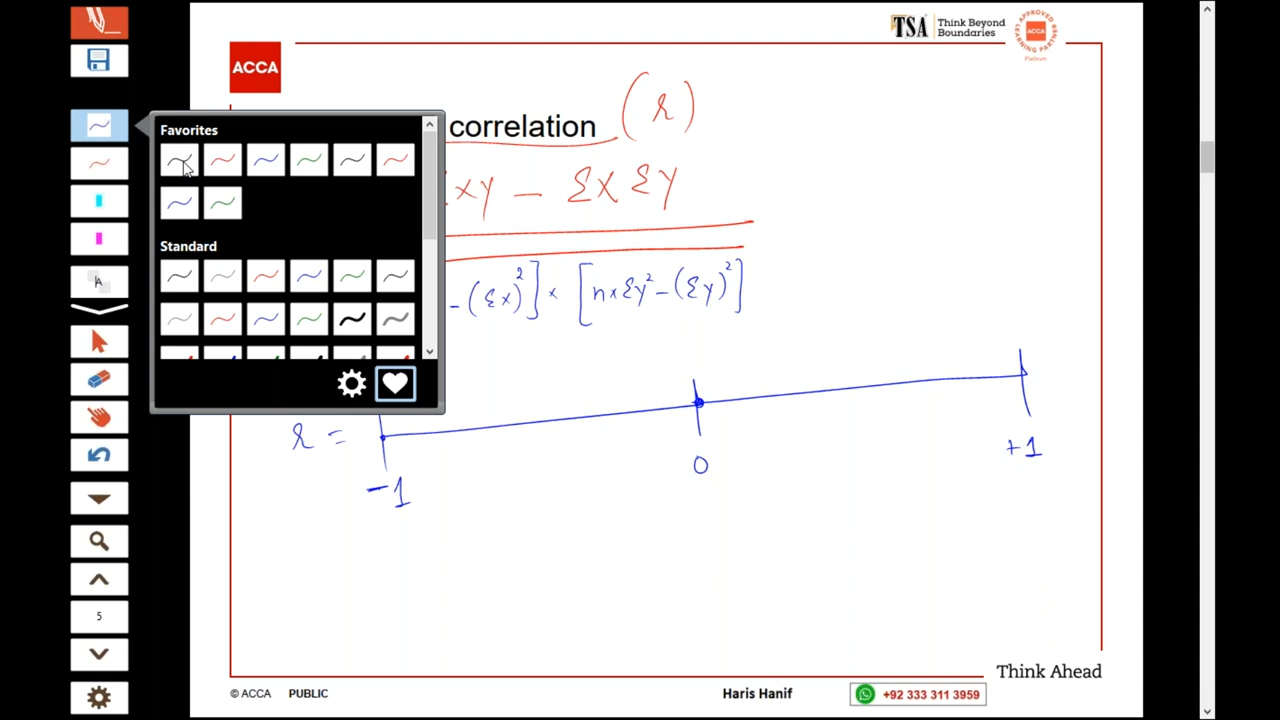 TSA Think Beyond
Boundaries
ACCA APPROVED
LEARNING PARTNER
Platinum
ACCA
correlation (r)
xy - Σx Σy
- (Σx)²] × [n×Σy² - (Σy)²]
r =
-1
0
+1
Favorites
Standard
A
5
Think Ahead
© ACCA PUBLIC
Haris Hanif
+92 333 311 3959